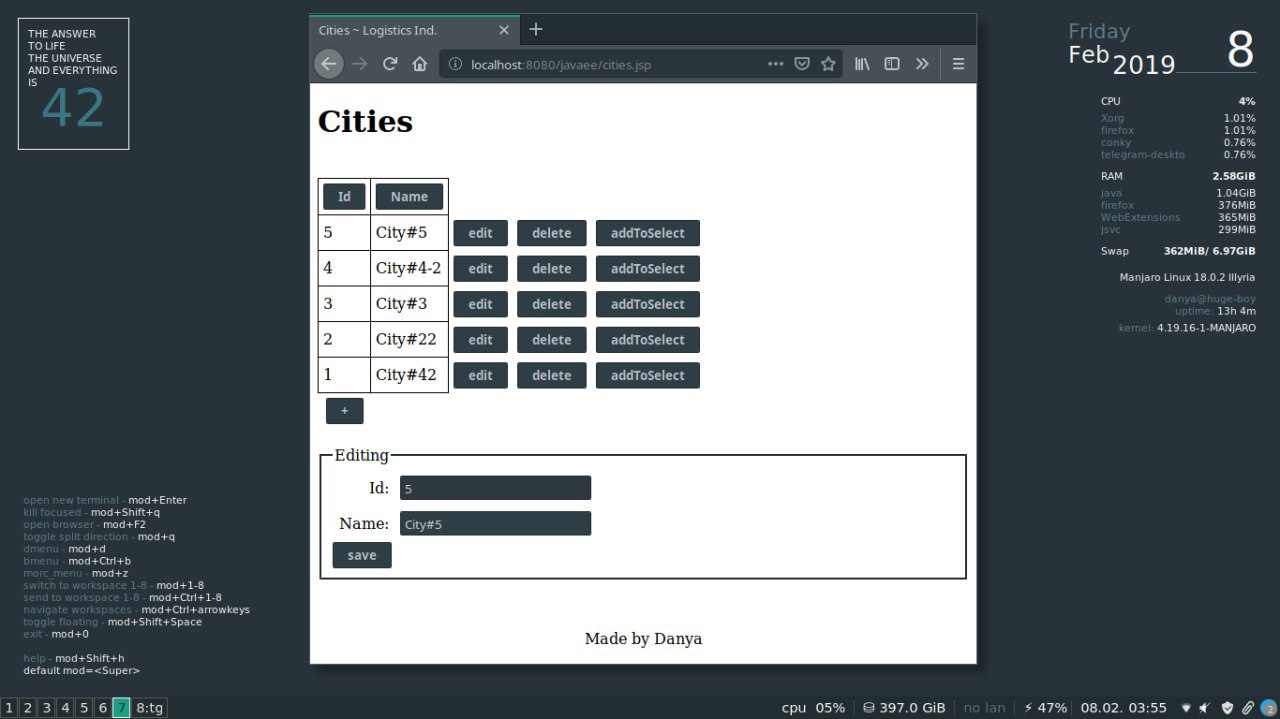 THE ANSWER
TO LIFE
THE UNIVERSE
AND EVERYTHING
IS
42
Cities ~ Logistics Ind.
localhost:8080/javaee/cities.jsp
Cities
Id Name
5 City#5 edit delete addToSelect
4 City#4-2 edit delete addToSelect
3 City#3 edit delete addToSelect
2 City#22 edit delete addToSelect
1 City#42 edit delete addToSelect
+
Editing
Id: 5
Name: City#5
save
Made by Danya
Friday
Feb 2019 8
CPU 4%
Xorg 1.01%
firefox 1.01%
conky 0.76%
telegram-deskto 0.76%
RAM 2.58GiB
java 1.04GiB
firefox 376MiB
WebExtensions 365MiB
jsvc 299MiB
Swap 362MiB/ 6.97GiB
Manjaro Linux 18.0.2 Illyria
danya@huge-boy
uptime: 13h 4m
kernel: 4.19.16-1-MANJARO
open new terminal - mod+Enter
kill focused - mod+Shift+q
open browser - mod+F2
toggle split direction - mod+q
dmenu - mod+d
bmenu - mod+Ctrl+b
morc_menu - mod+z
switch to workspace 1-8 - mod+1-8
send to workspace 1-8 - mod+Ctrl+1-8
navigate workspaces - mod+Ctrl+arrowkeys
toggle floating - mod+Shift+Space
exit - mod+0
help - mod+Shift+h
default mod=<Super>
1 2 3 4 5 6 7 8:tg cpu 05% 397.0 GiB no lan 47% 08.02. 03:55 2